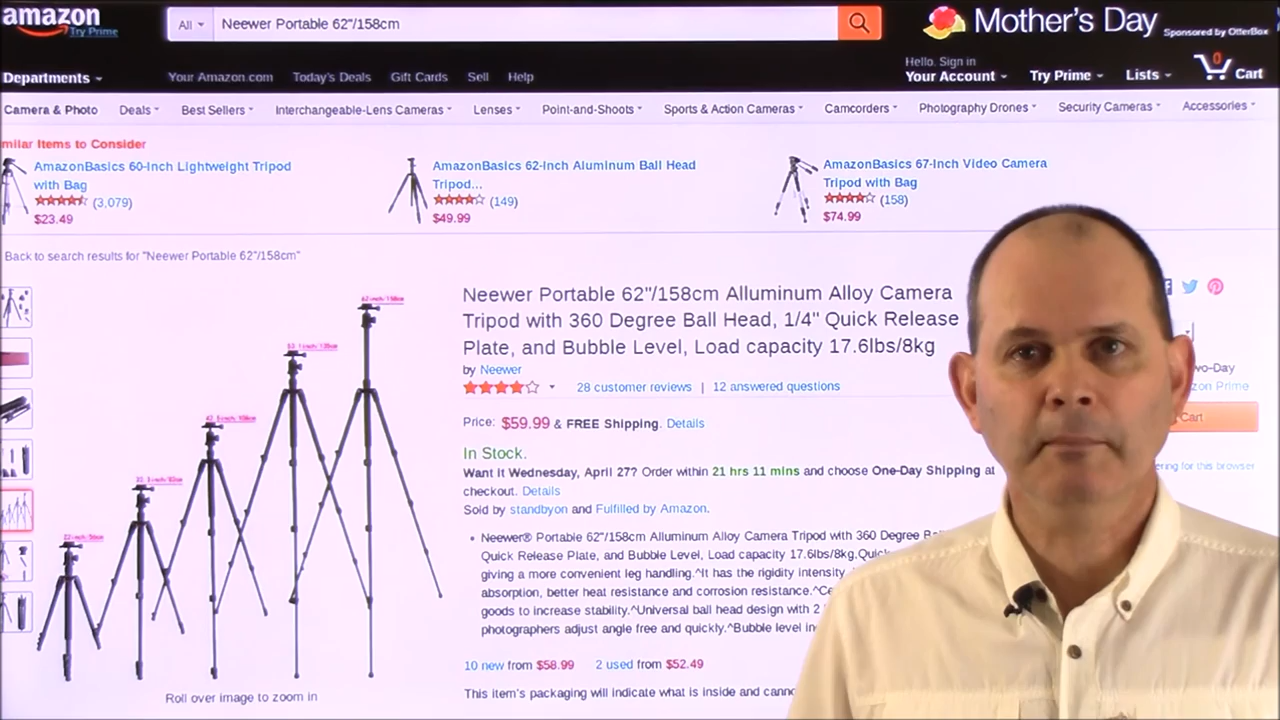 amazon
Try Prime
All
Neewer Portable 62"/158cm
Mother's Day
Sponsored by OtterBox
Departments
Your Amazon.com
Today's Deals
Gift Cards
Sell
Help
Hello. Sign in
Your Account
Try Prime
Lists
0
Cart
Camera & Photo
Deals
Best Sellers
Interchangeable-Lens Cameras
Lenses
Point-and-Shoots
Sports & Action Cameras
Camcorders
Photography Drones
Security Cameras
Accessories
milar Items to Consider
AmazonBasics 60-Inch Lightweight Tripod
with Bag
(3,079)
$23.49
AmazonBasics 62-Inch Aluminum Ball Head
Tripod...
(149)
$49.99
AmazonBasics 67-Inch Video Camera
Tripod with Bag
(158)
$74.99
Back to search results for "Neewer Portable 62"/158cm"
Neewer Portable 62"/158cm Alluminum Alloy Camera
Tripod with 360 Degree Ball Head, 1/4" Quick Release
Plate, and Bubble Level, Load capacity 17.6lbs/8kg
by Neewer
28 customer reviews | 12 answered questions
Price: $59.99 & FREE Shipping. Details
In Stock.
Want it Wednesday, April 27? Order within 21 hrs 11 mins and choose One-Day Shipping at
checkout. Details
Sold by standbyon and Fulfilled by Amazon.
• Neewer® Portable 62"/158cm Alluminum Alloy Camera Tripod with 360 Degree
Quick Release Plate, and Bubble Level, Load capacity 17.6lbs/8kg.Quick
giving a more convenient leg handling.^It has the rigidity intensity
absorption, better heat resistance and corrosion resistance.^Ce
goods to increase stability.^Universal ball head design with 2
photographers adjust angle free and quickly.^Bubble level in
10 new from $58.99
2 used from $52.49
This item's packaging will indicate what is inside and canno
Roll over image to zoom in
wo-Day
zon Prime
Cart
ering for this browser